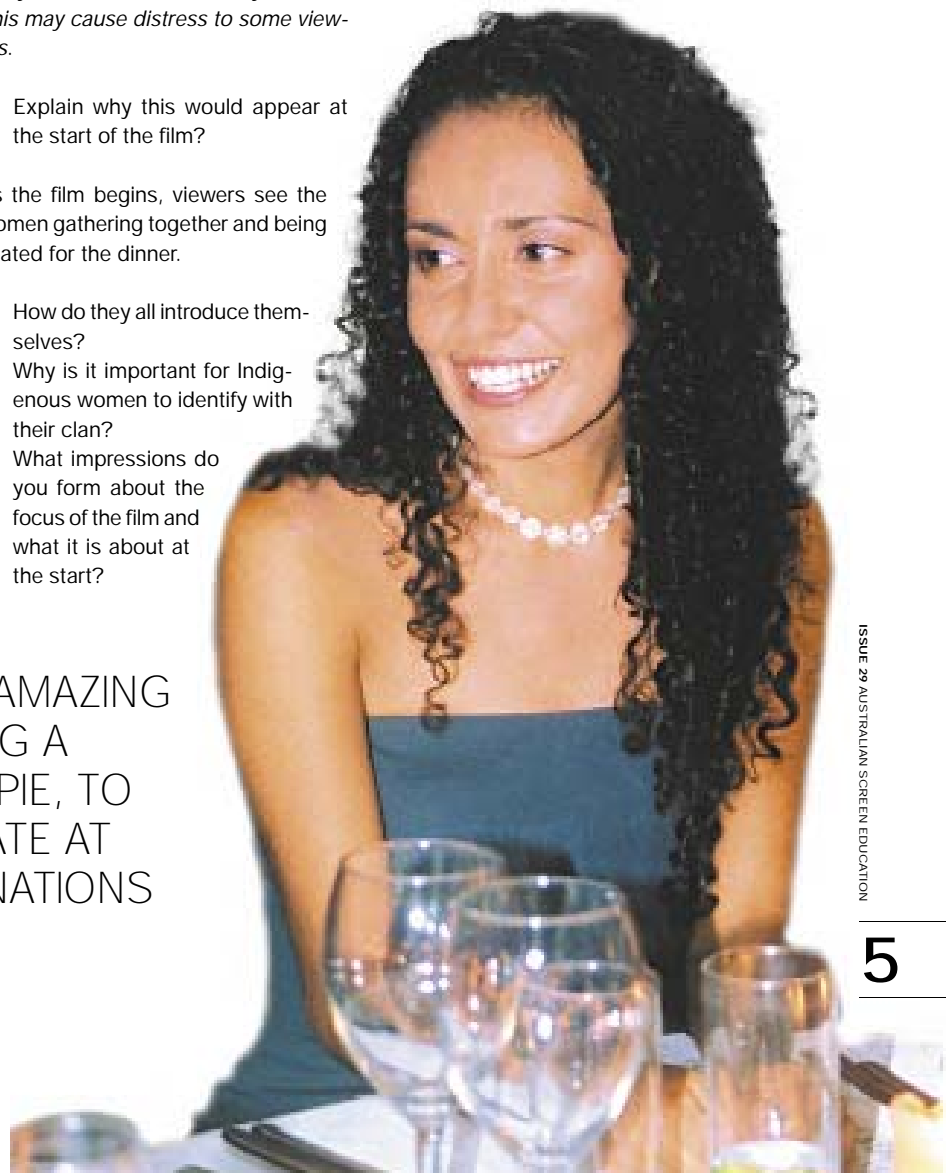 his may cause distress to some view-
s.
Explain why this would appear at
the start of the film?
s the film begins, viewers see the
omen gathering together and being
ated for the dinner.
How do they all introduce them-
selves?
Why is it important for Indig-
enous women to identify with
their clan?
What impressions do
you form about the
focus of the film and
what it is about at
the start?
AMAZING
G A
PIE, TO
ATE AT
NATIONS
ISSUE 29 AUSTRALIAN SCREEN EDUCATION
5